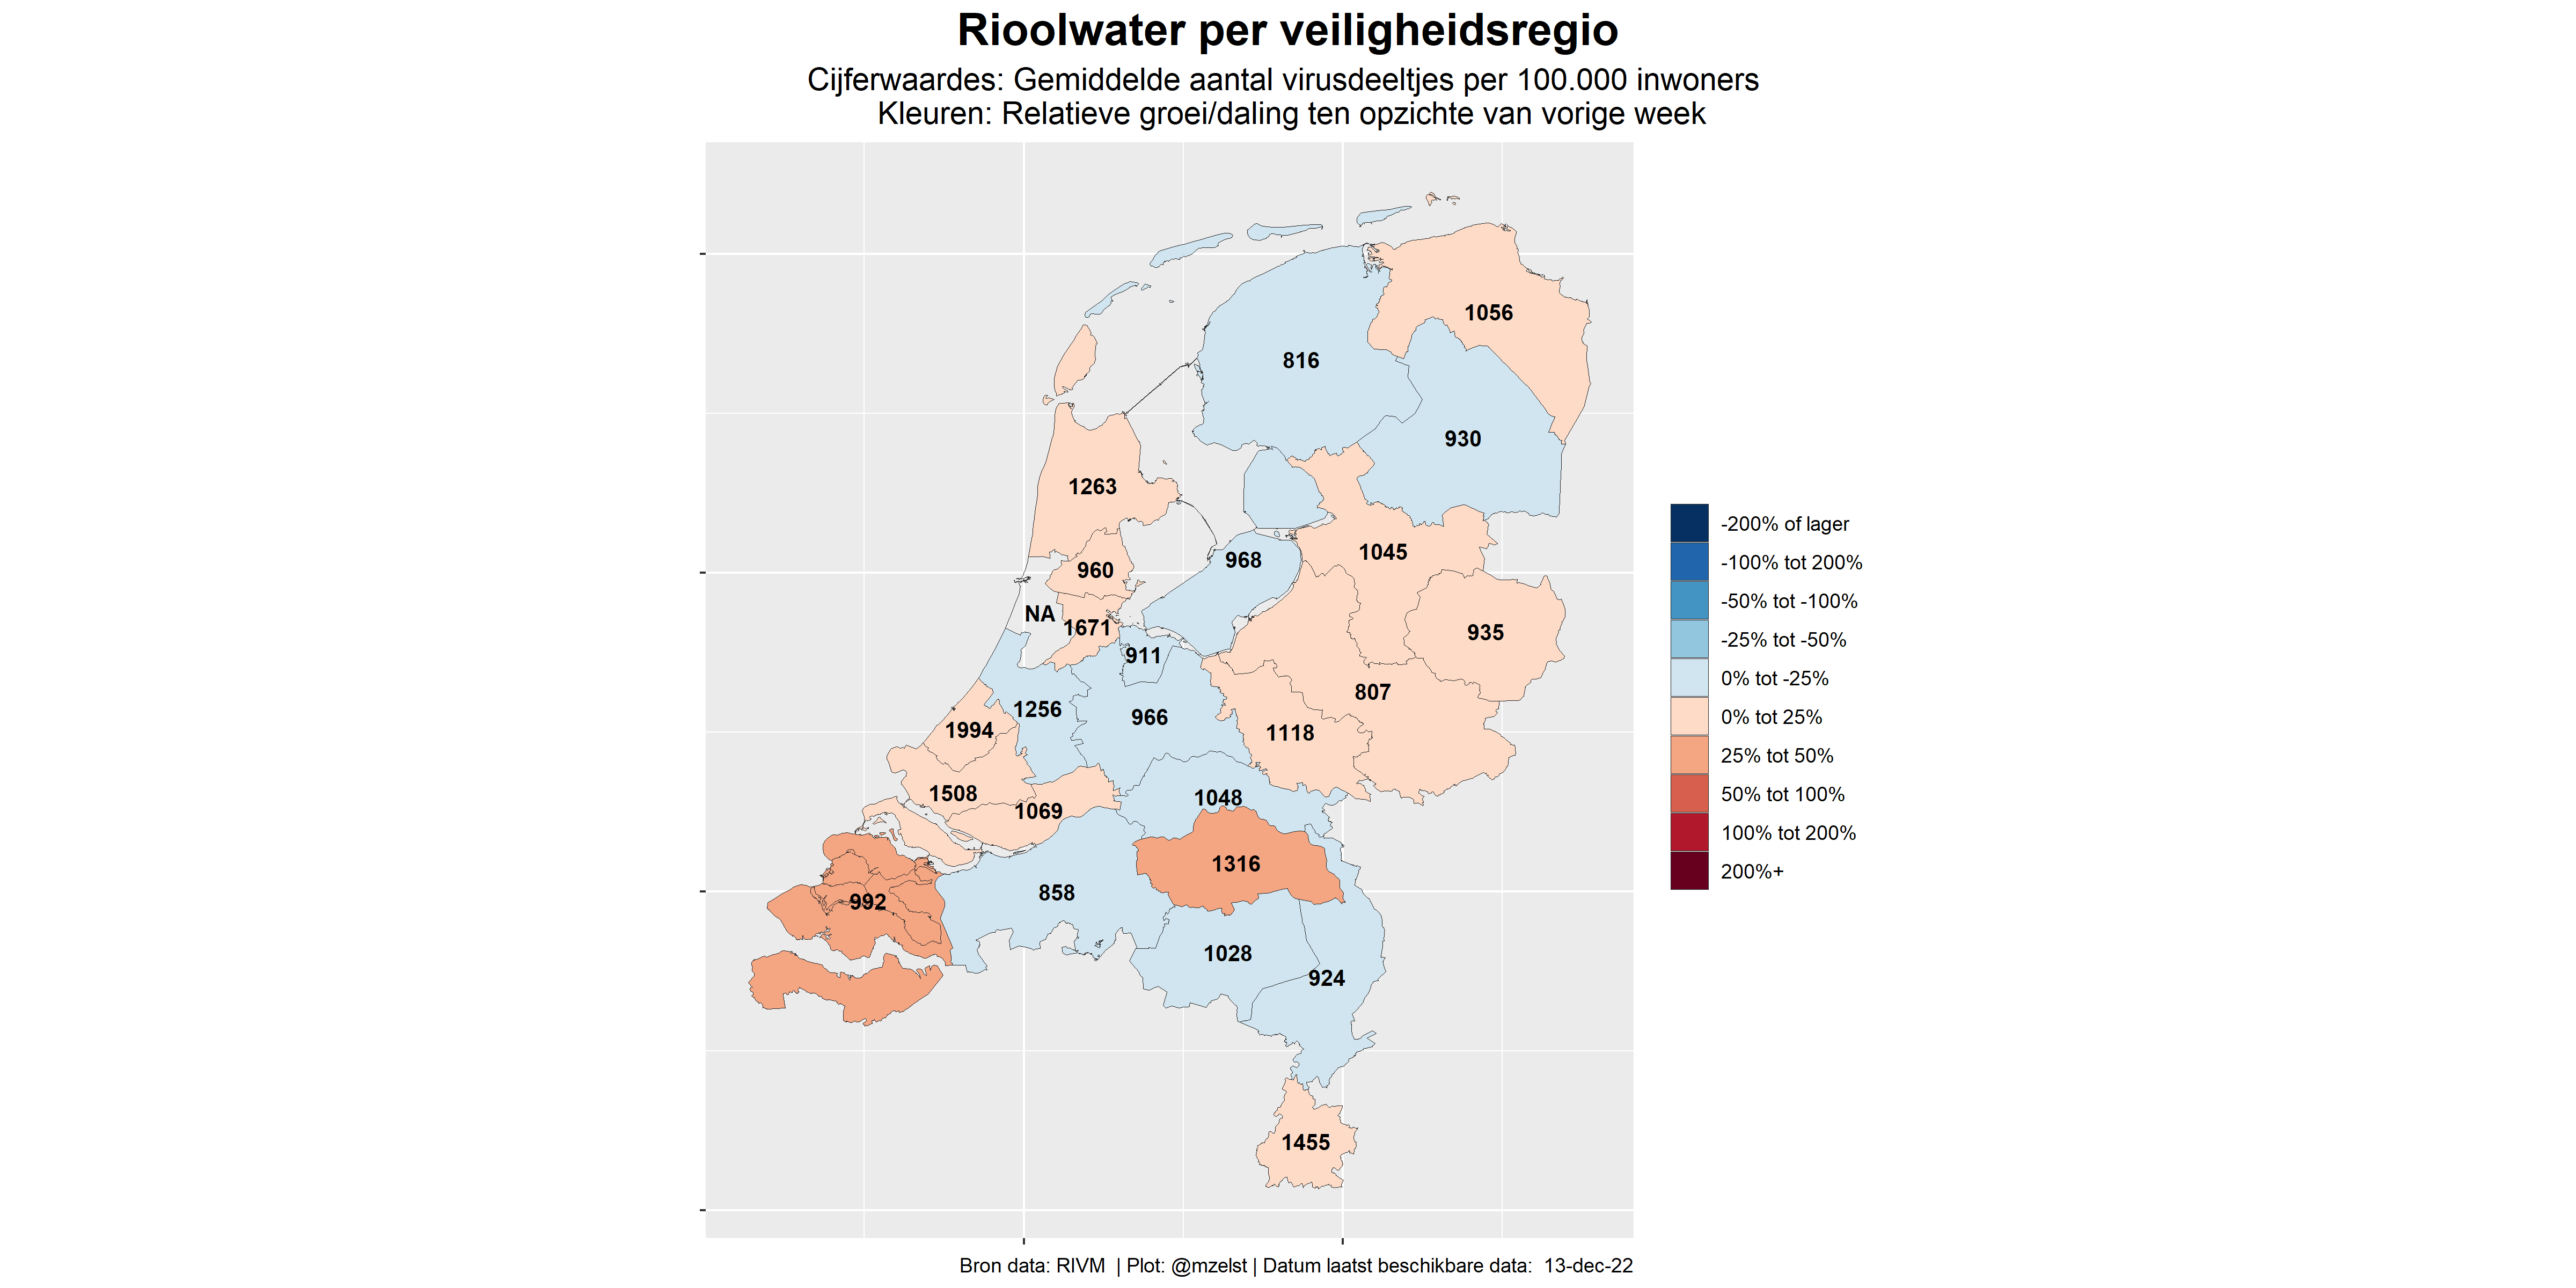 Rioolwater per veiligheidsregio
Cijferwaardes: Gemiddelde aantal virusdeeltjes per 100.000 inwoners
Kleuren: Relatieve groei/daling ten opzichte van vorige week
1056
816
930
1263
1045
968
960
NA
1671
935
911
807
1256
966
1994
1118
1508
1048
1069
1316
858
992
1028
924
1455
-200% of lager
-100% tot 200%
-50% tot -100%
-25% tot -50%
0% tot -25%
0% tot 25%
25% tot 50%
50% tot 100%
100% tot 200%
200%+
Bron data: RIVM | Plot: @mzelst | Datum laatst beschikbare data: 13-dec-22